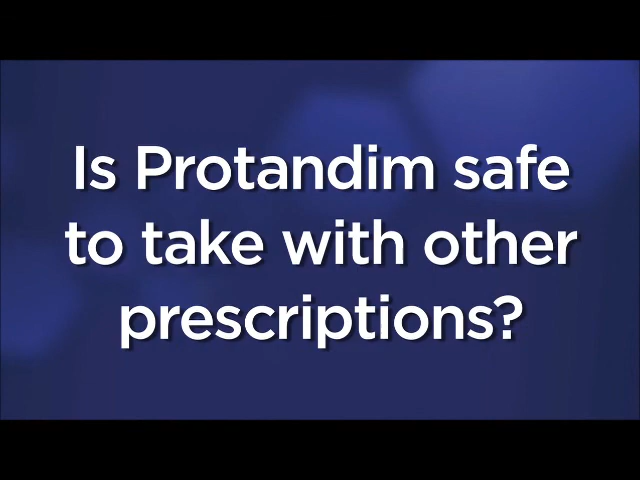 Is Protandim safe
to take with other
prescriptions?